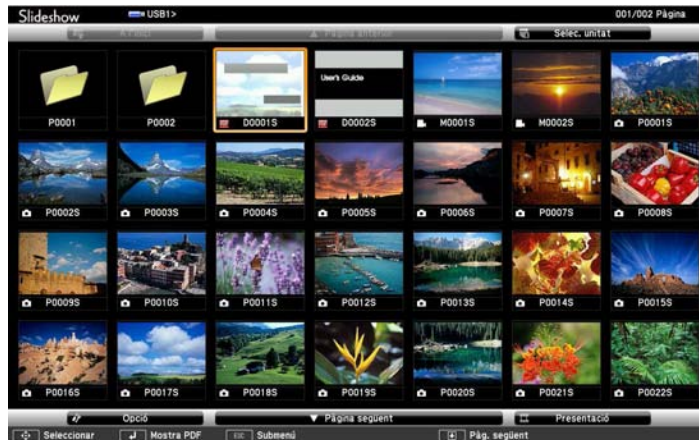 Slideshow USB1> 001/002 Pàgina
A l'inici ▲ Pàgina anterior Selec. unitat
User's Guide
P0001 P0002 D0001S D0002S M0001S M0002S P0001S
P0002S P0003S P0004S P0005S P0006S P0007S P0008S
P0009S P0010S P0011S P0012S P0013S P0014S P0015S
P0016S P0017S P0018S P0019S P0020S P0021S P0022S
Opció ▼ Pàgina següent Presentació
Seleccionar Mostra PDF ESC Submenú Pàg. següent